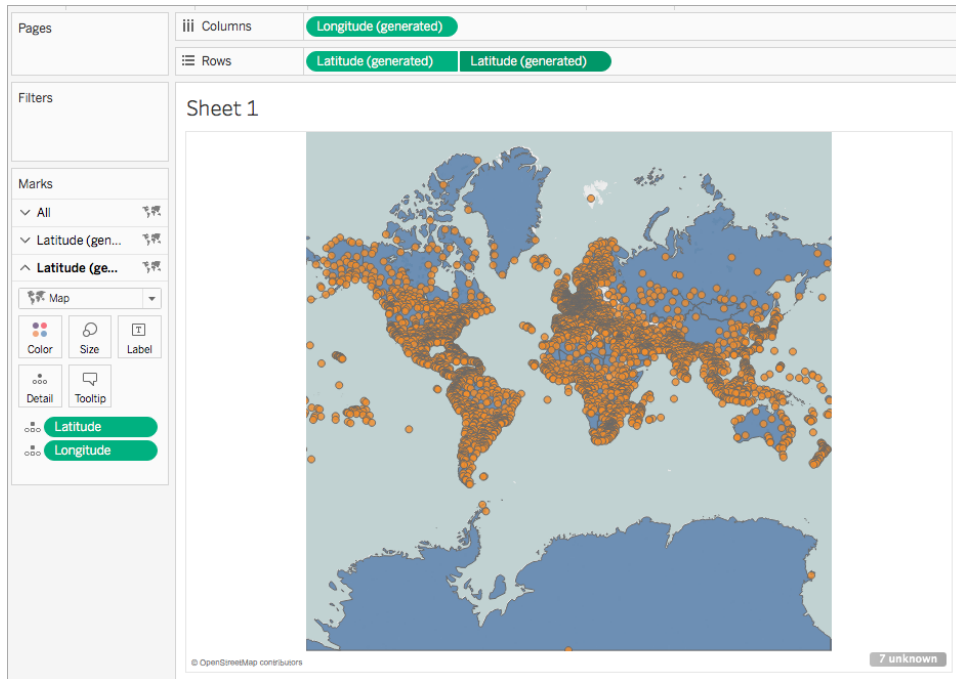 Pages
Columns
Longitude (generated)
Rows
Latitude (generated)
Latitude (generated)
Filters
Sheet 1
Marks
All
Latitude (gen...
Latitude (ge...
Map
Color
Size
Label
Detail
Tooltip
Latitude
Longitude
© OpenStreetMap contributors
7 unknown